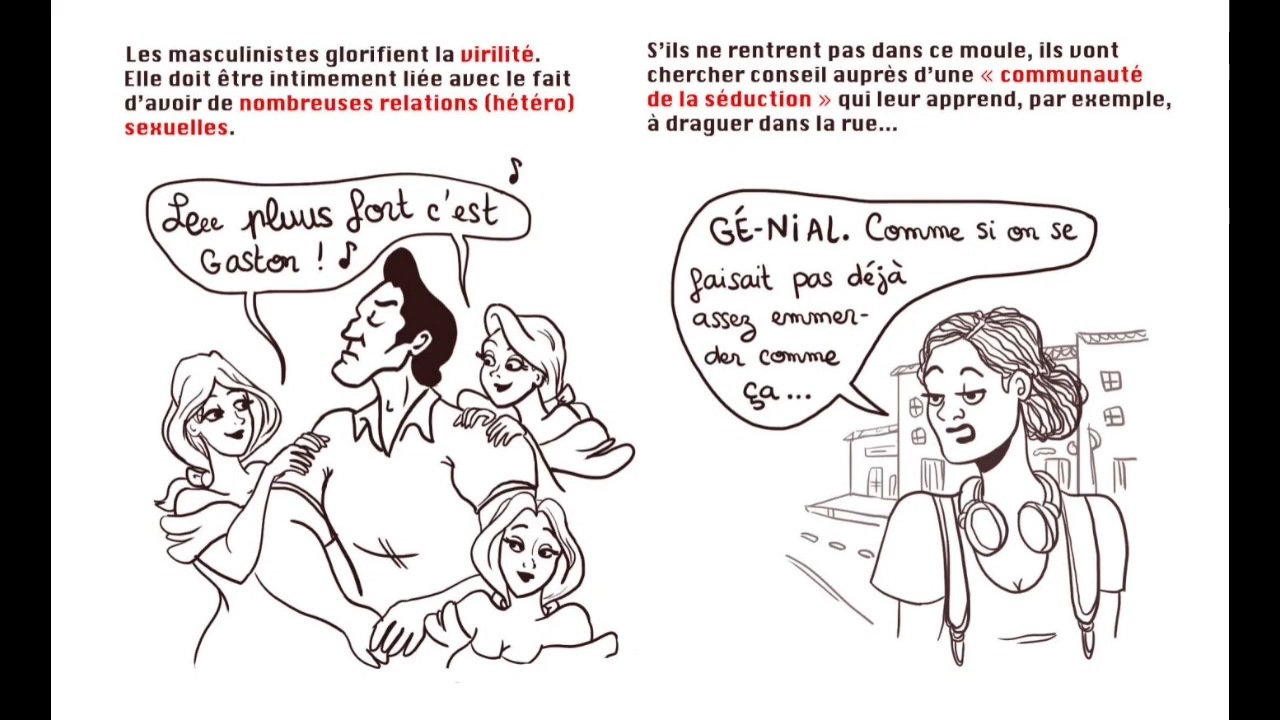 Les masculinistes glorifient la virilité.
Elle doit être intimement liée avec le fait
d'avoir de nombreuses relations (hétéro)
sexuelles.
Leee pluus fort c'est
Gaston !
S'ils ne rentrent pas dans ce moule, ils vont
chercher conseil auprès d'une « communauté
de la séduction » qui leur apprend, par exemple,
à draguer dans la rue...
GÉ-NiAL. Comme si on se
faisait pas déjà
assez emmer-
der comme
ça...